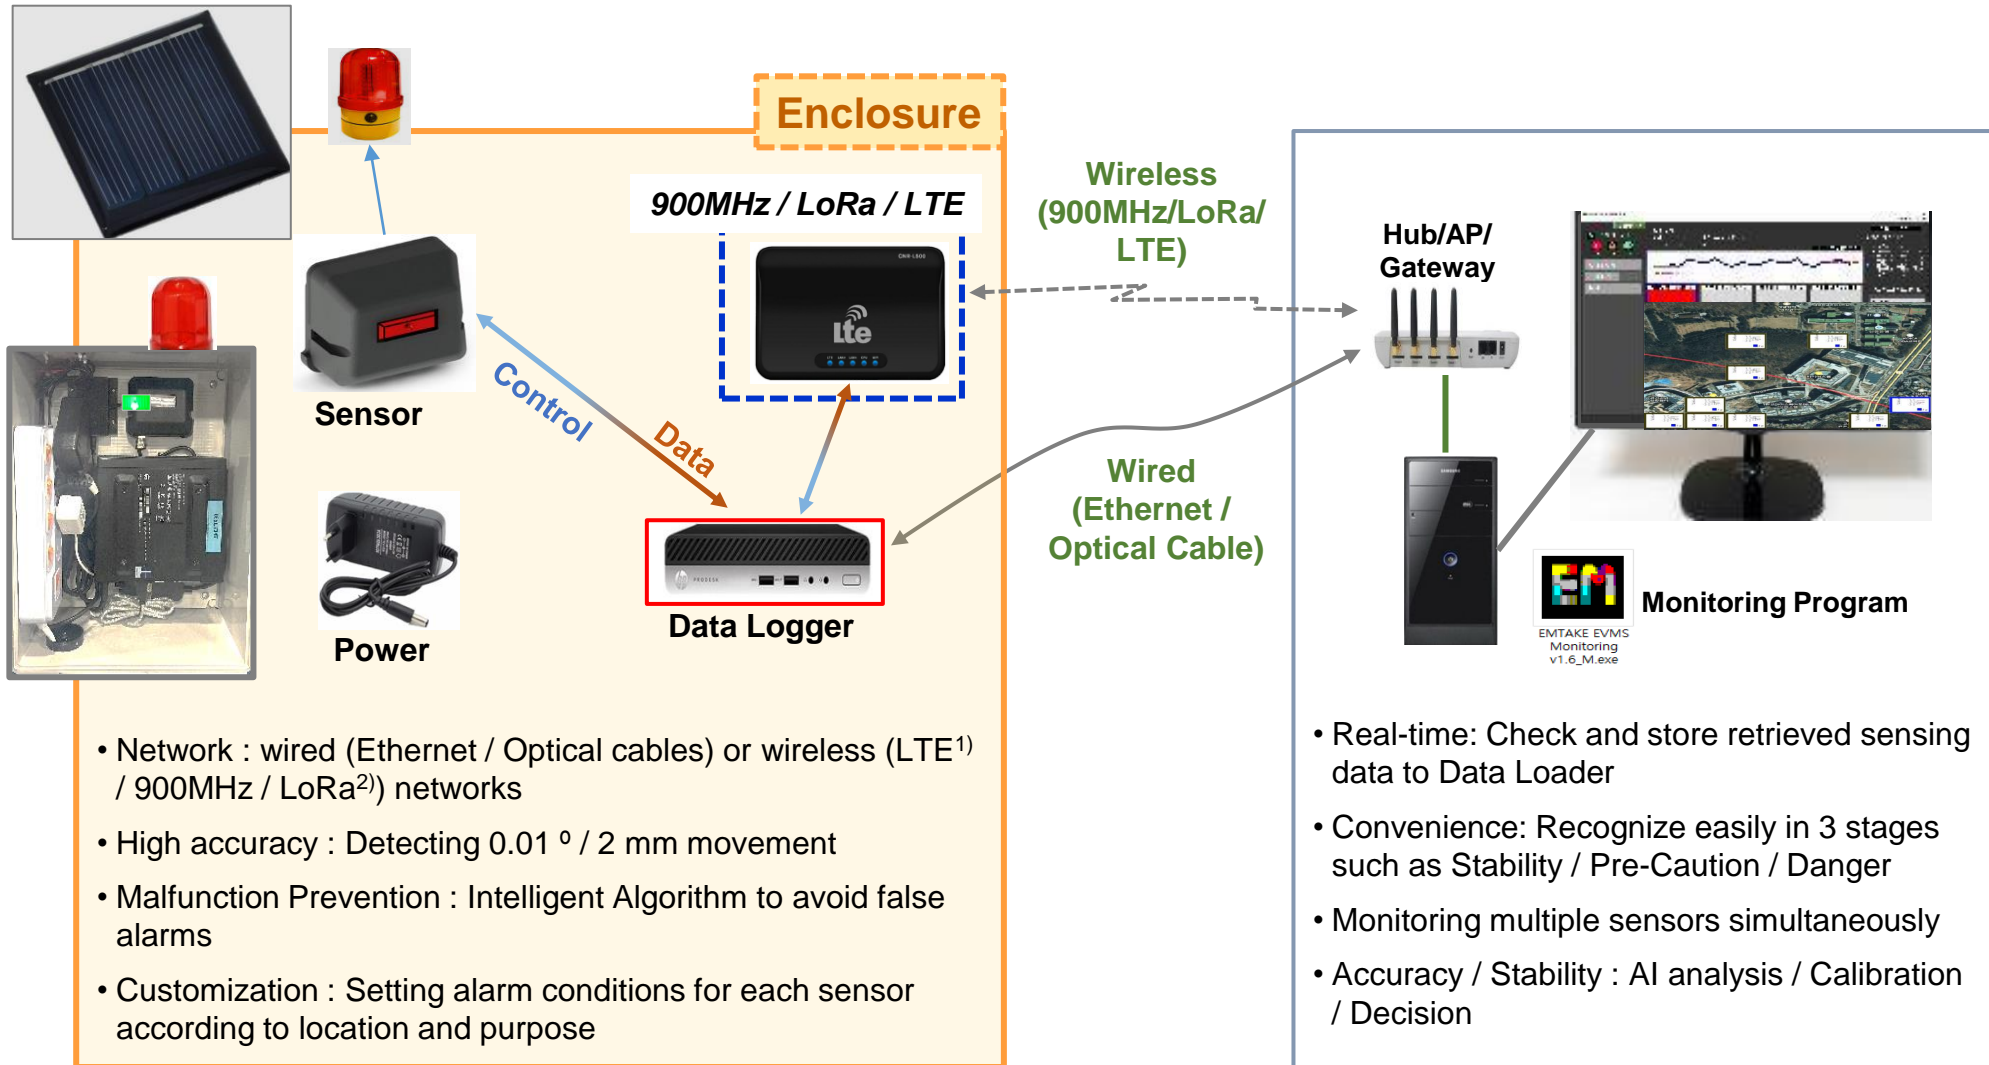 Enclosure
900MHz / LoRa / LTE
Lte
Sensor
Control
Data
Power
PRODESK
Data Logger
Wireless
(900MHz/LoRa/
LTE)
Wired
(Ethernet /
Optical Cable)
Hub/AP/
Gateway
SAMSUNG
EM
EMTAKE EVMS
Monitoring
v1.6_M.exe
Monitoring Program
• Network : wired (Ethernet / Optical cables) or wireless (LTE1)
/ 900MHz / LoRa2)) networks
• High accuracy : Detecting 0.01 º / 2 mm movement
• Malfunction Prevention : Intelligent Algorithm to avoid false
alarms
• Customization : Setting alarm conditions for each sensor
according to location and purpose
• Real-time: Check and store retrieved sensing
data to Data Loader
• Convenience: Recognize easily in 3 stages
such as Stability / Pre-Caution / Danger
• Monitoring multiple sensors simultaneously
• Accuracy / Stability : AI analysis / Calibration
/ Decision